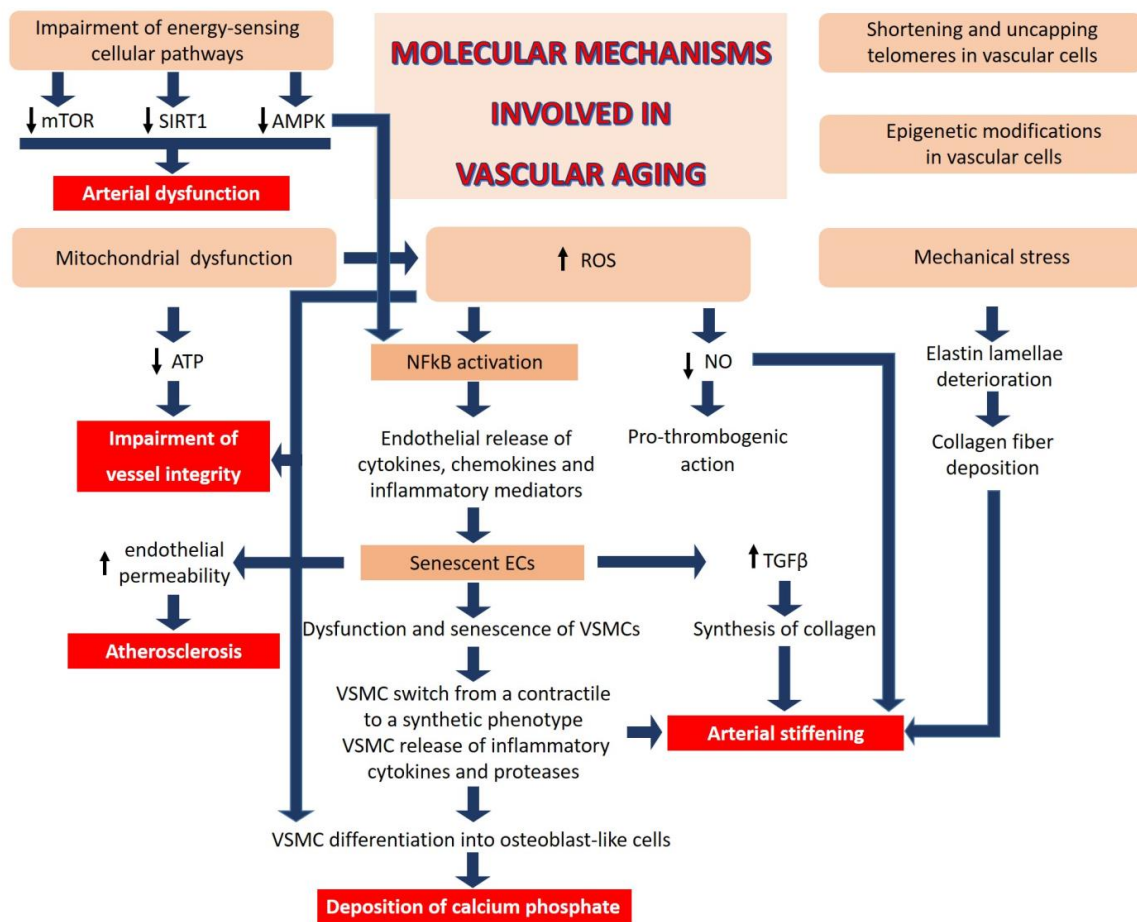 Impairment of energy-sensing
cellular pathways
mTOR
SIRT1
AMPK
Arterial dysfunction
MOLECULAR MECHANISMS
INVOLVED IN
VASCULAR AGING
Shortening and uncapping
telomeres in vascular cells
Epigenetic modifications
in vascular cells
Mitochondrial dysfunction
ROS
Mechanical stress
ATP
NFkB activation
NO
Elastin lamellae
deterioration
Impairment of
vessel integrity
Endothelial release of
cytokines, chemokines and
inflammatory mediators
Pro-thrombogenic
action
Collagen fiber
deposition
endothelial
permeability
Senescent ECs
TGFβ
Atherosclerosis
Dysfunction and senescence of VSMCs
Synthesis of collagen
VSMC switch from a contractile
to a synthetic phenotype
VSMC release of inflammatory
cytokines and proteases
Arterial stiffening
VSMC differentiation into osteoblast-like cells
Deposition of calcium phosphate